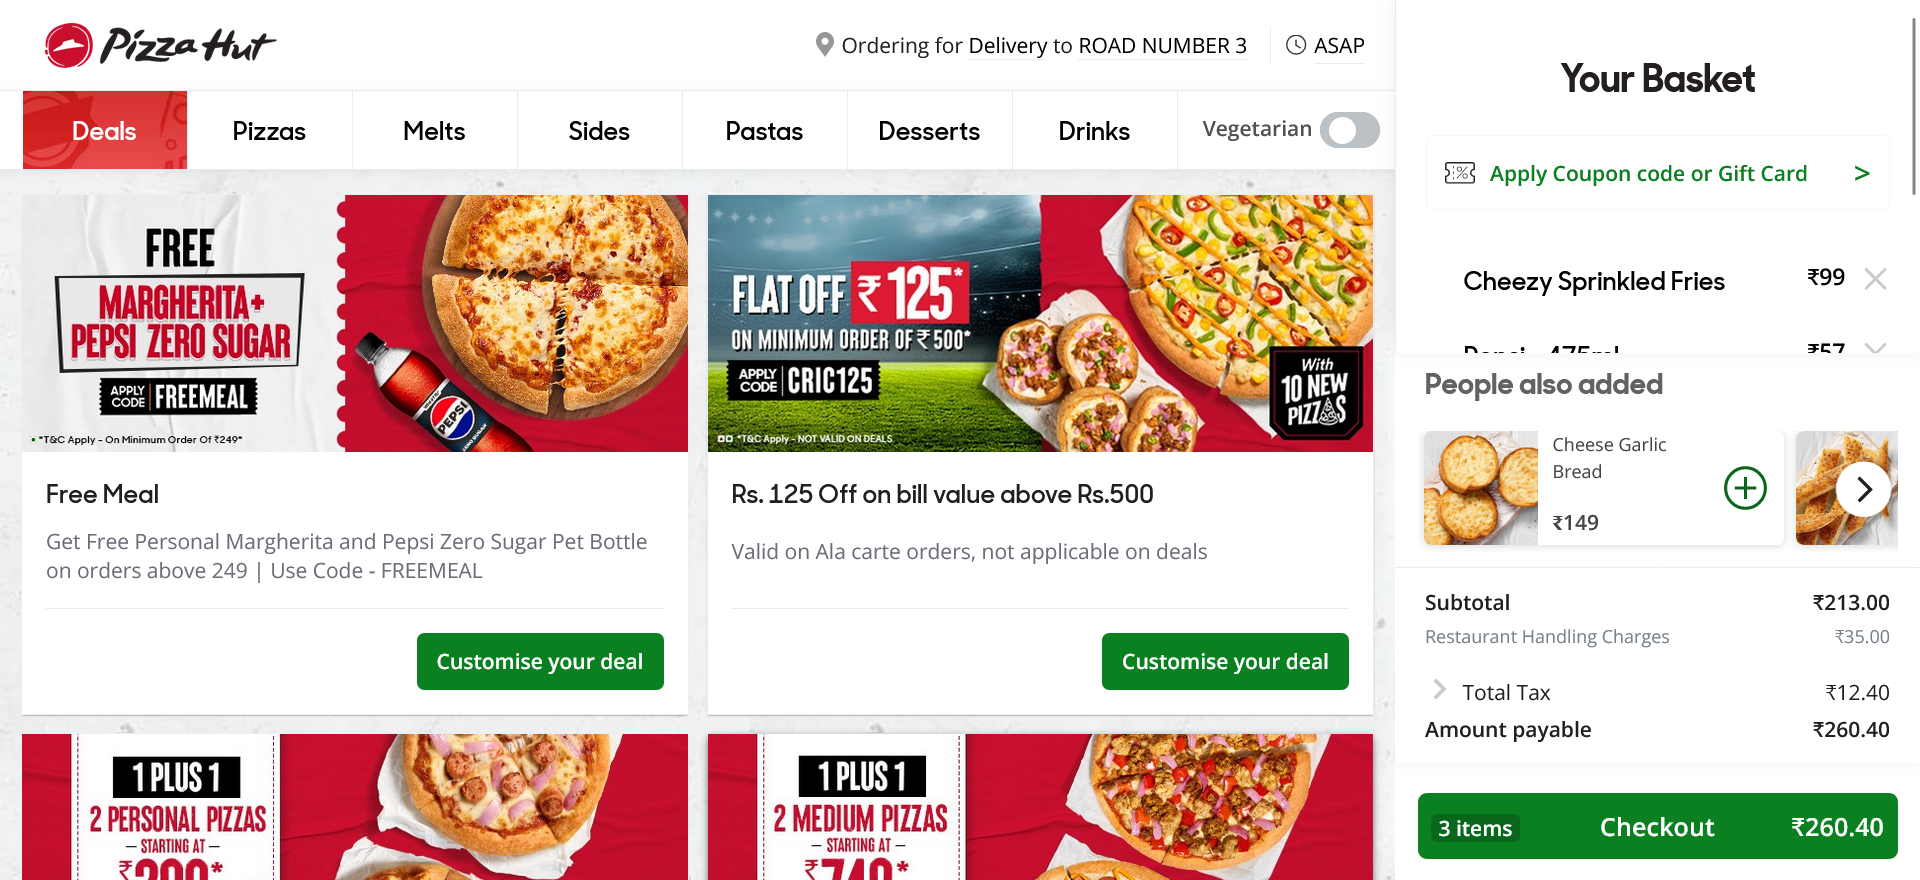 Pizza Hut
Ordering for Delivery to ROAD NUMBER 3
ASAP
Deals
Pizzas
Melts
Sides
Pastas
Desserts
Drinks
Vegetarian
FREE
MARGHERITA+
PEPSI ZERO SUGAR
APPLY CODE FREEMEAL
*T&C Apply - On Minimum Order Of ₹249*
PEPSI
Free Meal
Get Free Personal Margherita and Pepsi Zero Sugar Pet Bottle
on orders above 249 | Use Code - FREEMEAL
Customise your deal
FLAT OFF ₹125*
ON MINIMUM ORDER OF ₹500*
APPLY CODE CRIC125
*T&C Apply - NOT VALID ON DEALS
With
10 NEW
PIZZAS
Rs. 125 Off on bill value above Rs.500
Valid on Ala carte orders, not applicable on deals
Customise your deal
1 PLUS 1
2 PERSONAL PIZZAS
– STARTING AT –
1 PLUS 1
2 MEDIUM PIZZAS
– STARTING AT –
Your Basket
Apply Coupon code or Gift Card >
Cheezy Sprinkled Fries ₹99
Pepsi - 475ml ₹57
People also added
Cheese Garlic
Bread
₹149
Subtotal ₹213.00
Restaurant Handling Charges ₹35.00
Total Tax ₹12.40
Amount payable ₹260.40
3 items Checkout ₹260.40